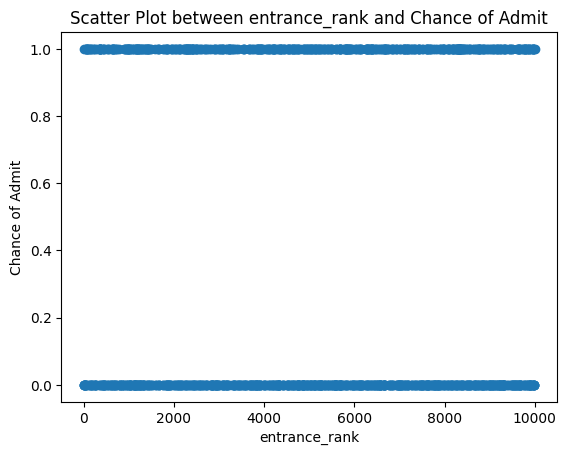 Scatter Plot between entrance_rank and Chance of Admit
1.0
0.8
0.6
0.4
0.2
0.0
Chance of Admit
0 2000 4000 6000 8000 10000
entrance_rank